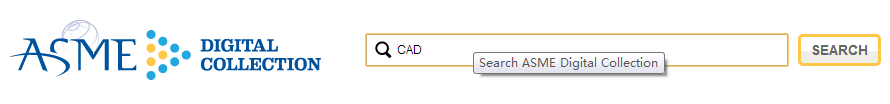 ASME DIGITAL COLLECTION
CAD
Search ASME Digital Collection
SEARCH